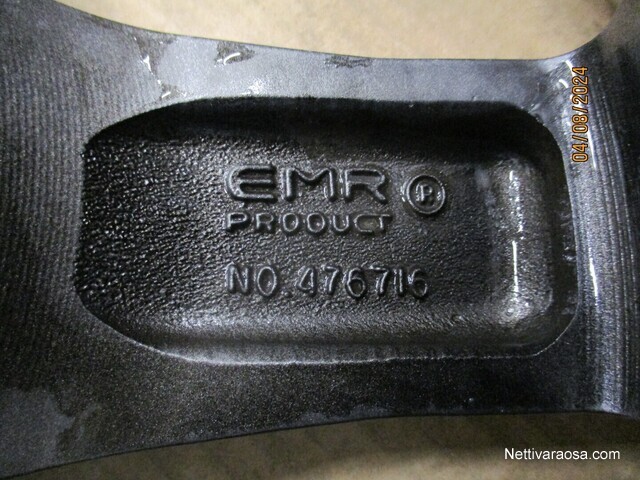 EMR ®
PRODUCT
NO. 476716
04/08/2024
Nettivaraosa.com